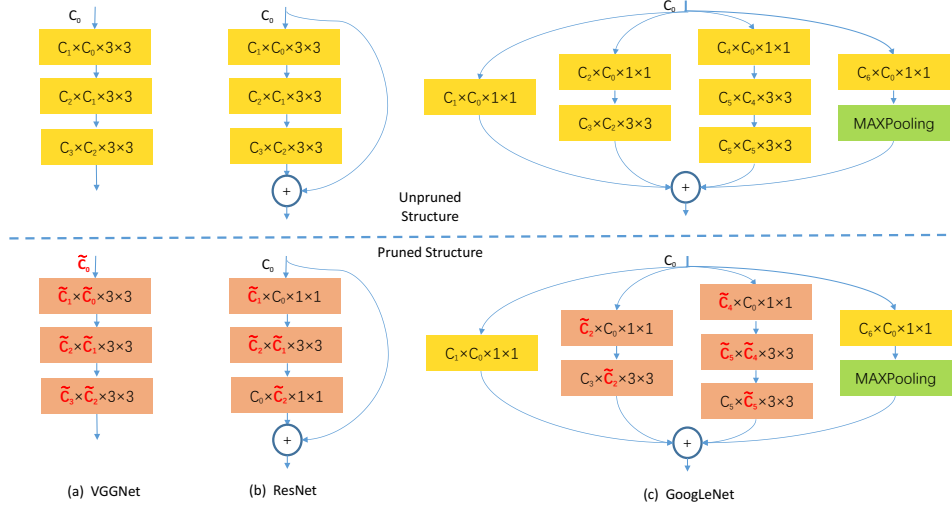 C₀
C₁×C₀×3×3
C₂×C₁×3×3
C₃×C₂×3×3
C₀
C₁×C₀×3×3
C₂×C₁×3×3
C₃×C₂×3×3
+
C₀
C₁×C₀×1×1
C₂×C₀×1×1
C₃×C₂×3×3
C₄×C₀×1×1
C₅×C₄×3×3
C₅×C₅×3×3
C₆×C₀×1×1
MAXPooling
+
Unpruned
Structure
Pruned Structure
C̃₀
C̃₁×C̃₀×3×3
C̃₂×C̃₁×3×3
C̃₃×C̃₂×3×3
C₀
C̃₁×C₀×1×1
C̃₂×C̃₁×3×3
C₀×C̃₂×1×1
+
C₀
C₁×C₀×1×1
C̃₂×C₀×1×1
C₃×C̃₂×3×3
C̃₄×C₀×1×1
C̃₅×C̃₄×3×3
C₅×C̃₅×3×3
C₆×C₀×1×1
MAXPooling
+
(a) VGGNet
(b) ResNet
(c) GoogLeNet